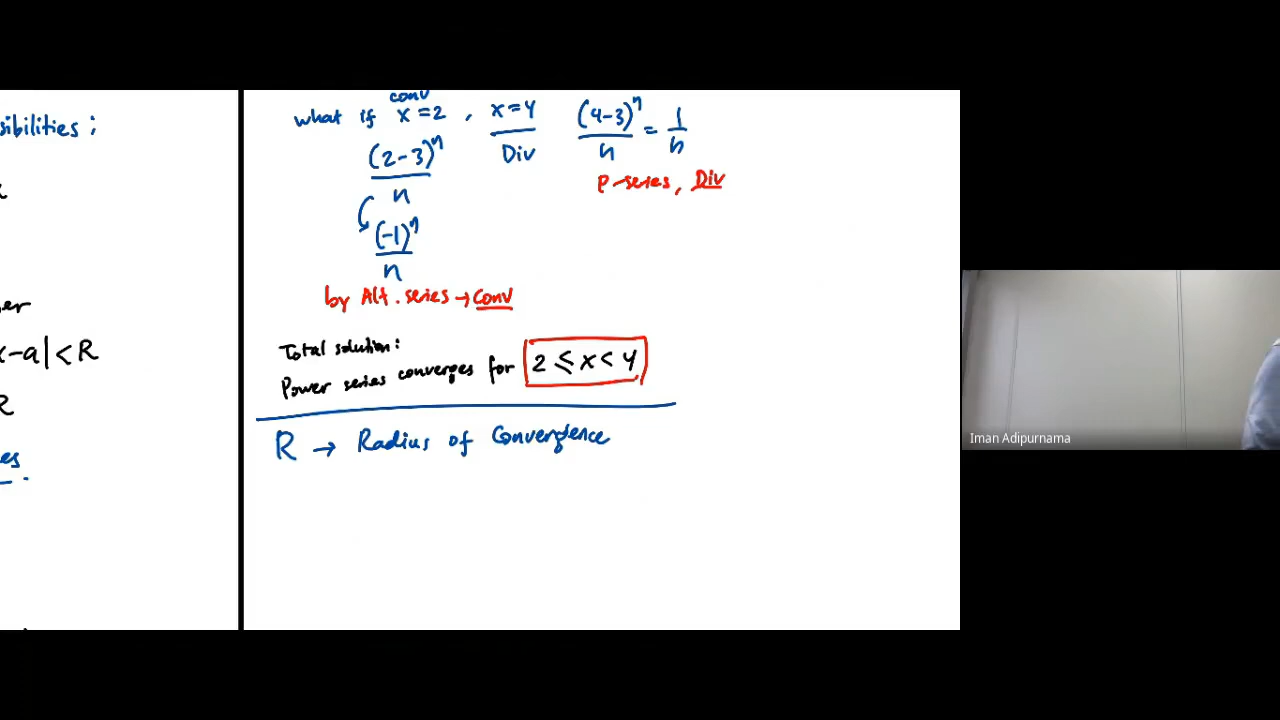 sibilities :
er
x-a| < R
R
es
conv
what if x = 2 , x = 4 (4-3)^n / n = 1/n
(2-3)^n / n
Div
p-series, Div
(-1)^n / n
by Alt. series → Conv
Total solution:
Power series converges for 2 ≤ x < 4
R → Radius of Convergence
Iman Adipurnama